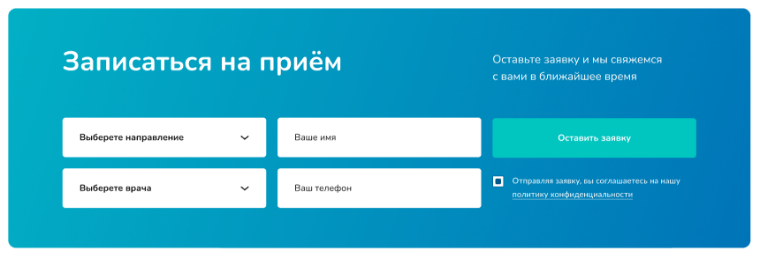 Записаться на приём
Оставьте заявку и мы свяжемся
с вами в ближайшее время
Выберете направление
Ваше имя
Оставить заявку
Выберете врача
Ваш телефон
Отправляя заявку, вы соглашаетесь на нашу
политику конфиденциальности